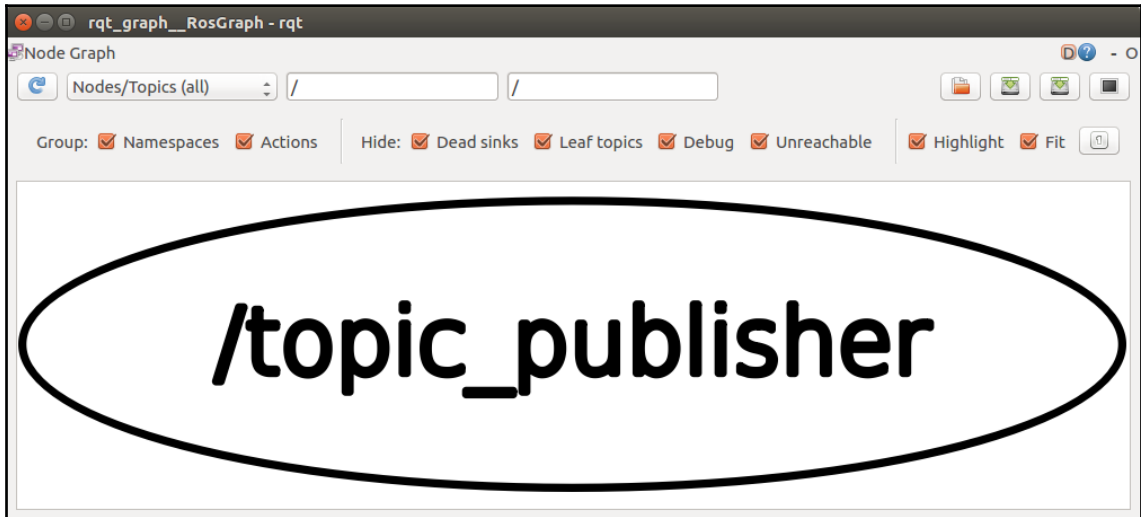 rqt_graph__RosGraph - rqt
Node Graph D? - O
Nodes/Topics (all) / /
Group: Namespaces Actions Hide: Dead sinks Leaf topics Debug Unreachable Highlight Fit
/topic_publisher